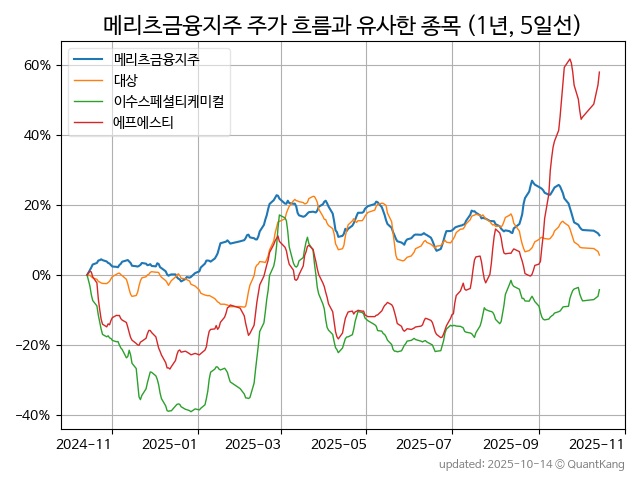 메리츠금융지주 주가 흐름과 유사한 종목 (1년, 5일선)
메리츠금융지주
대상
이수스페셜티케미컬
에프에스티
60%
40%
20%
0%
−20%
−40%
2024-11 2025-01 2025-03 2025-05 2025-07 2025-09 2025-11
updated: 2025-10-14 © QuantKang